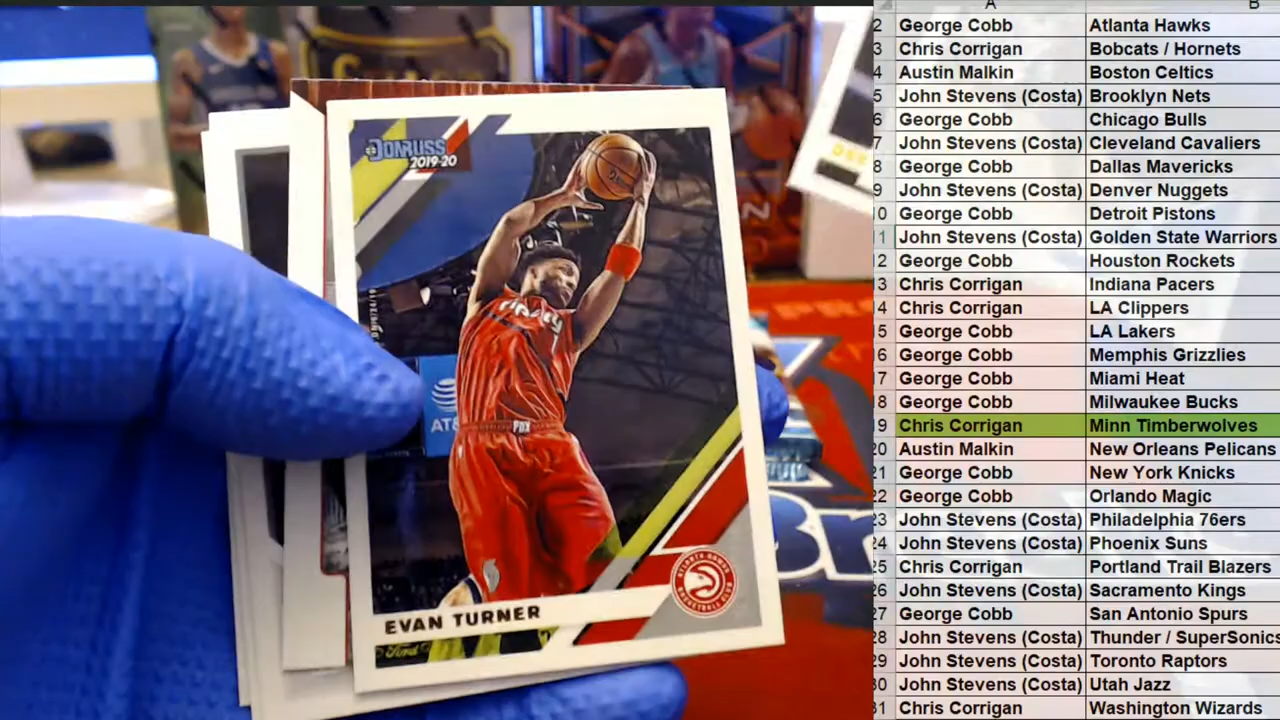 DONRUSS
2019-20
AT&T
EVAN TURNER
Ford
ATLANTA HAWKS
BASKETBALL CLUB
A B
2 George Cobb Atlanta Hawks
3 Chris Corrigan Bobcats / Hornets
4 Austin Malkin Boston Celtics
5 John Stevens (Costa) Brooklyn Nets
6 George Cobb Chicago Bulls
7 John Stevens (Costa) Cleveland Cavaliers
8 George Cobb Dallas Mavericks
9 John Stevens (Costa) Denver Nuggets
10 George Cobb Detroit Pistons
11 John Stevens (Costa) Golden State Warriors
12 George Cobb Houston Rockets
13 Chris Corrigan Indiana Pacers
14 Chris Corrigan LA Clippers
15 George Cobb LA Lakers
16 George Cobb Memphis Grizzlies
17 George Cobb Miami Heat
18 George Cobb Milwaukee Bucks
19 Chris Corrigan Minn Timberwolves
20 Austin Malkin New Orleans Pelicans
21 George Cobb New York Knicks
22 George Cobb Orlando Magic
23 John Stevens (Costa) Philadelphia 76ers
24 John Stevens (Costa) Phoenix Suns
25 Chris Corrigan Portland Trail Blazers
26 John Stevens (Costa) Sacramento Kings
27 George Cobb San Antonio Spurs
28 John Stevens (Costa) Thunder / SuperSonics
29 John Stevens (Costa) Toronto Raptors
30 John Stevens (Costa) Utah Jazz
31 Chris Corrigan Washington Wizards